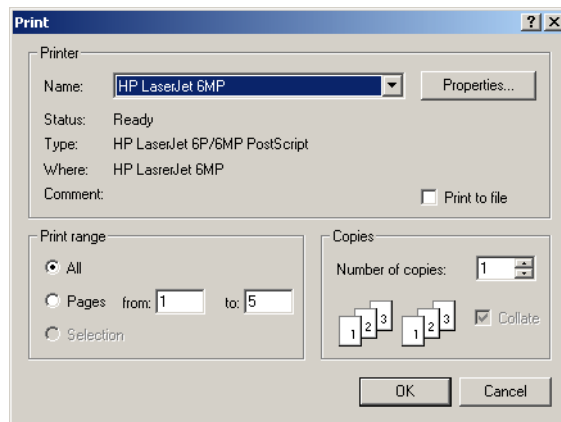 Print
Printer
Name: HP LaserJet 6MP Properties...
Status: Ready
Type: HP LaserJet 6P/6MP PostScript
Where: HP LasrerJet 6MP
Comment:
Print to file
Print range
All
Pages from: 1 to: 5
Selection
Copies
Number of copies: 1
1 2 3 1 2 3 Collate
OK Cancel